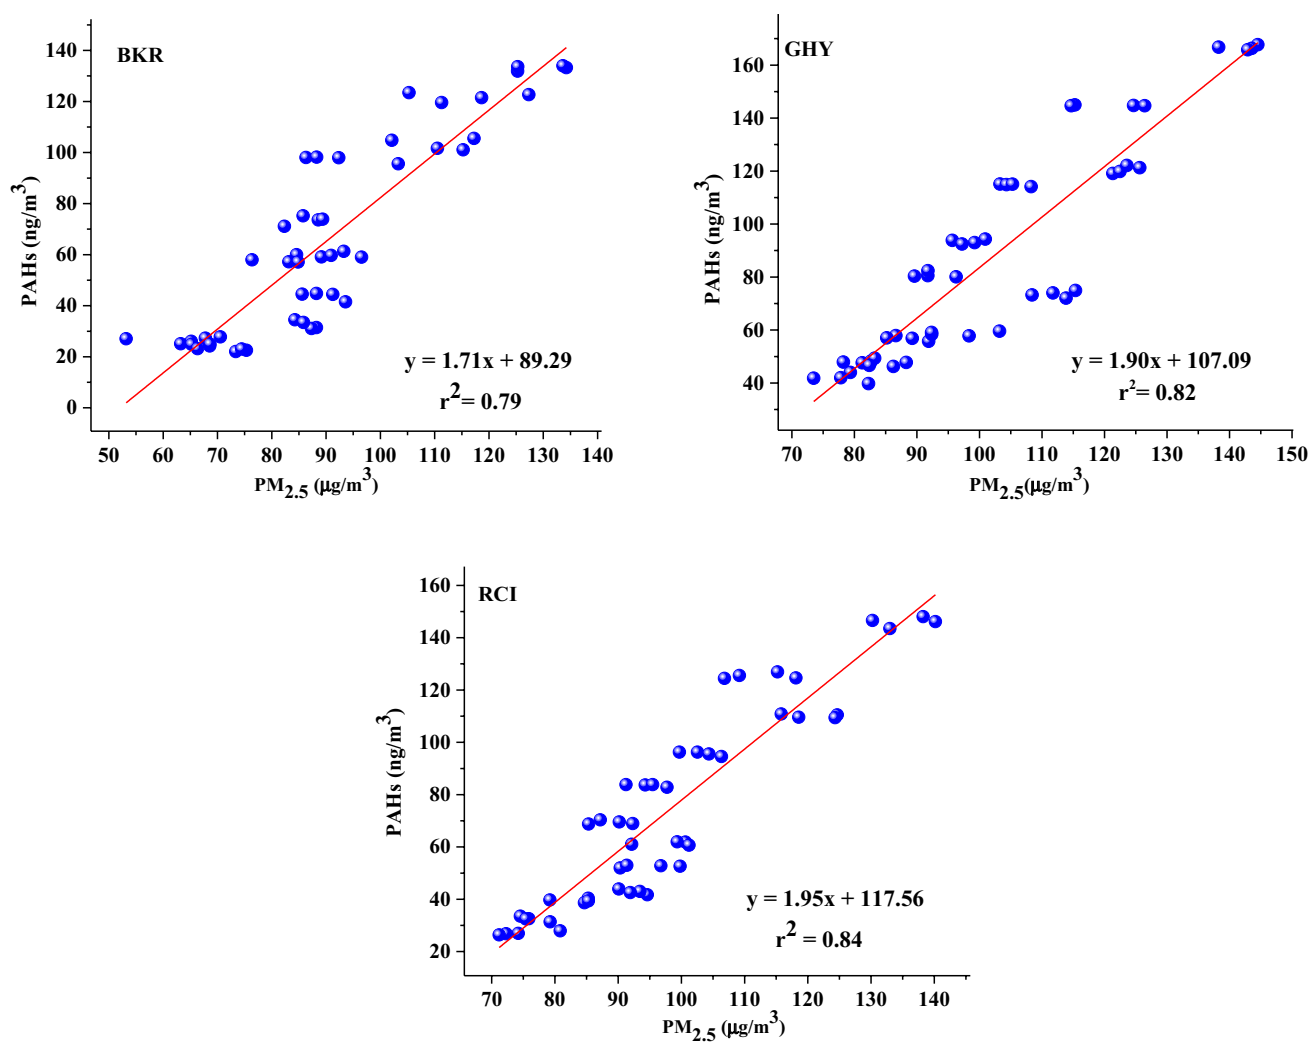 BKR
PAHs (ng/m³)
140
120
100
80
60
40
20
0
y = 1.71x + 89.29
r² = 0.79
50 60 70 80 90 100 110 120 130 140
PM₂.₅ (μg/m³)
GHY
PAHs (ng/m³)
160
140
120
100
80
60
40
y = 1.90x + 107.09
r² = 0.82
70 80 90 100 110 120 130 140 150
PM₂.₅(μg/m³)
RCI
PAHs (ng/m³)
160
140
120
100
80
60
40
20
y = 1.95x + 117.56
r² = 0.84
70 80 90 100 110 120 130 140
PM₂.₅ (μg/m³)